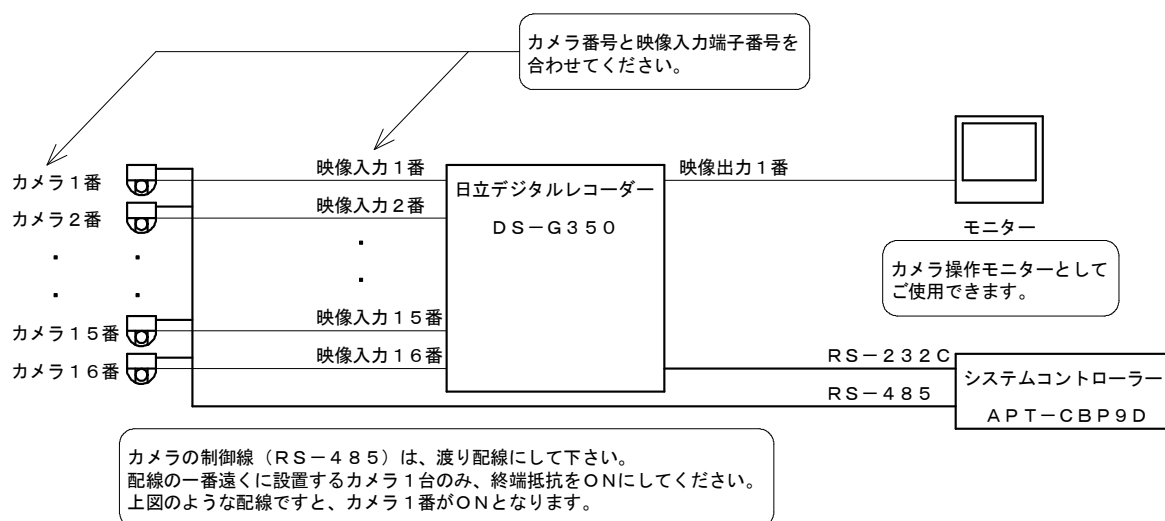 カメラ番号と映像入力端子番号を
合わせてください。
カメラ1番
映像入力1番
日立デジタルレコーダー
DS-G350
映像出力1番
カメラ2番
映像入力2番
モニター
カメラ操作モニターとして
ご使用できます。
カメラ15番
映像入力15番
カメラ16番
映像入力16番
RS-232C
RS-485
システムコントローラー
APT-CBP9D
カメラの制御線(RS-485)は、渡り配線にして下さい。
配線の一番遠くに設置するカメラ1台のみ、終端抵抗をONにしてください。
上図のような配線ですと、カメラ1番がONとなります。